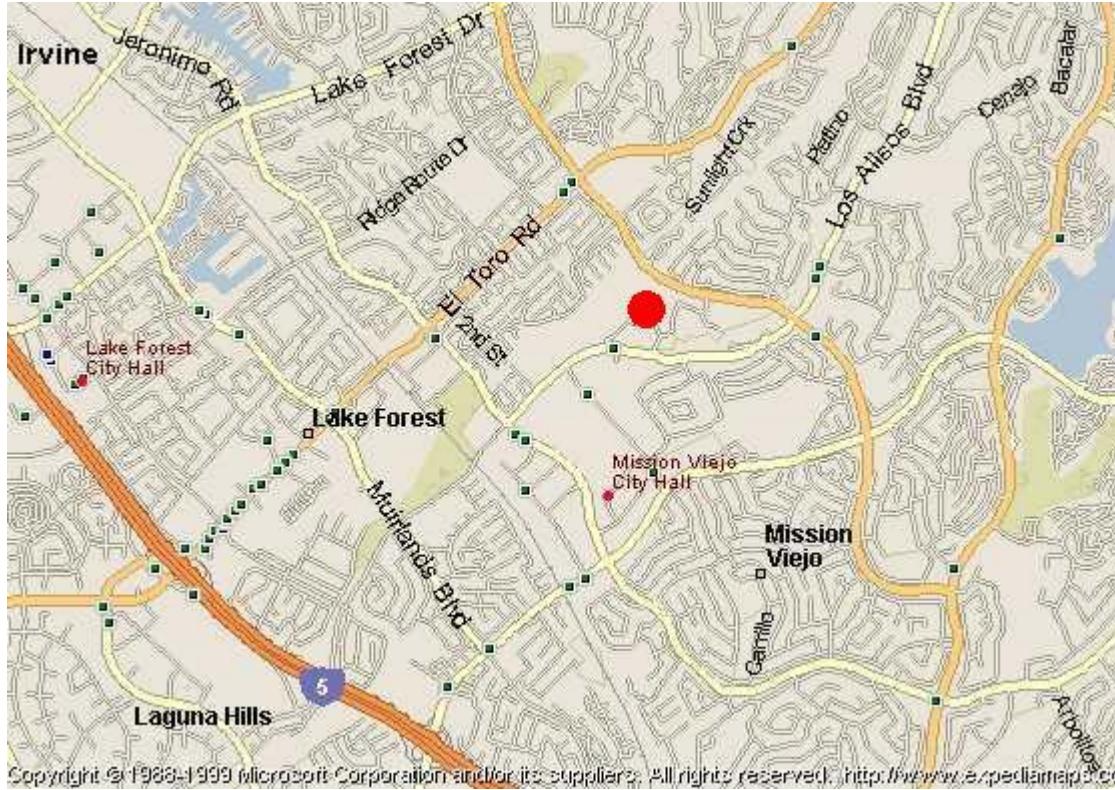 Irvine
Jeronimo Rd
Lake Forest Dr
Ridge Route Dr
El Toro Rd
2nd St
Sunlight Crk
Platino
Los Alisos Blvd
Cenajo
Bacalar
Lake Forest
City Hall
Lake Forest
Mission Viejo
City Hall
Muirlands Blvd
Mission
Viejo
Garrillo
5
Laguna Hills
Arbolitos
Copyright © 1988-1999 Microsoft Corporation and/or its suppliers. All rights reserved. http://www.expediamaps.co